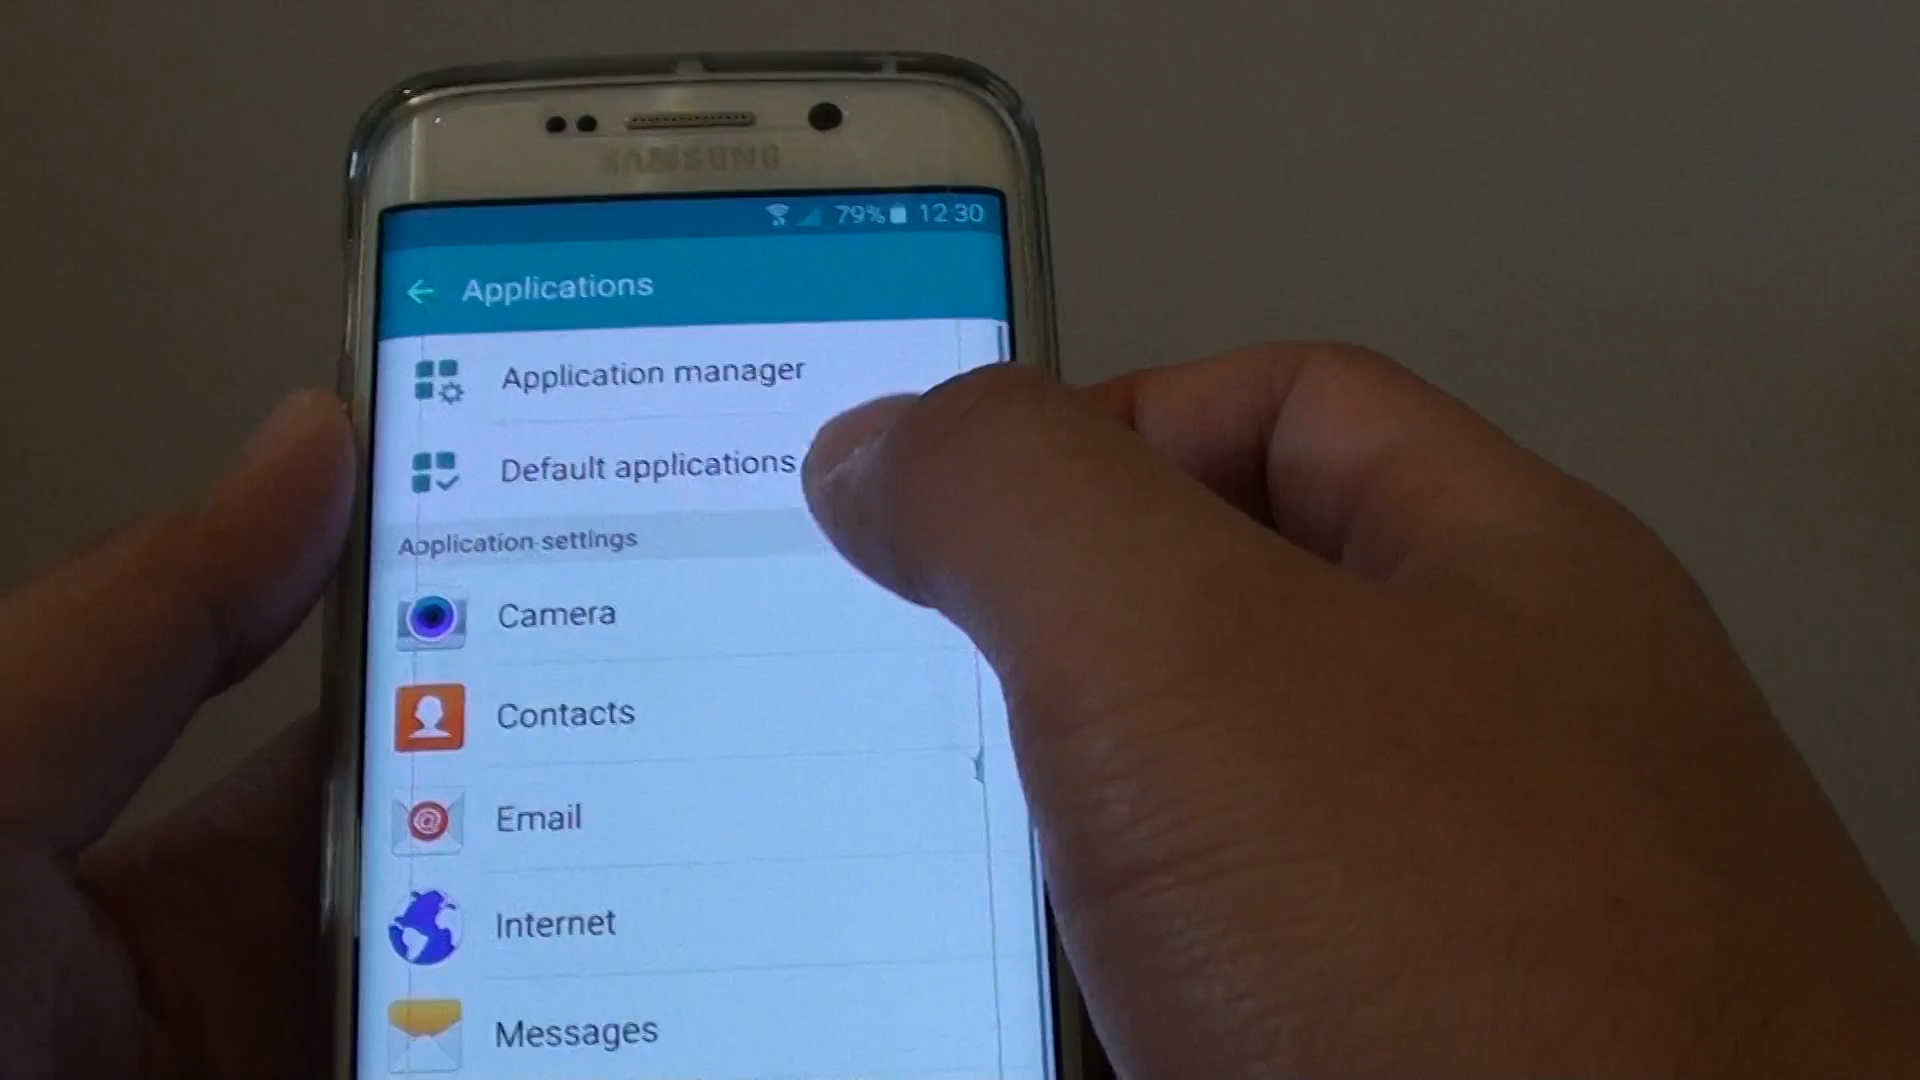 SAMSUNG
79% 12:30
Applications
Application manager
Default applications
Application settings
Camera
Contacts
@
Email
Internet
Messages